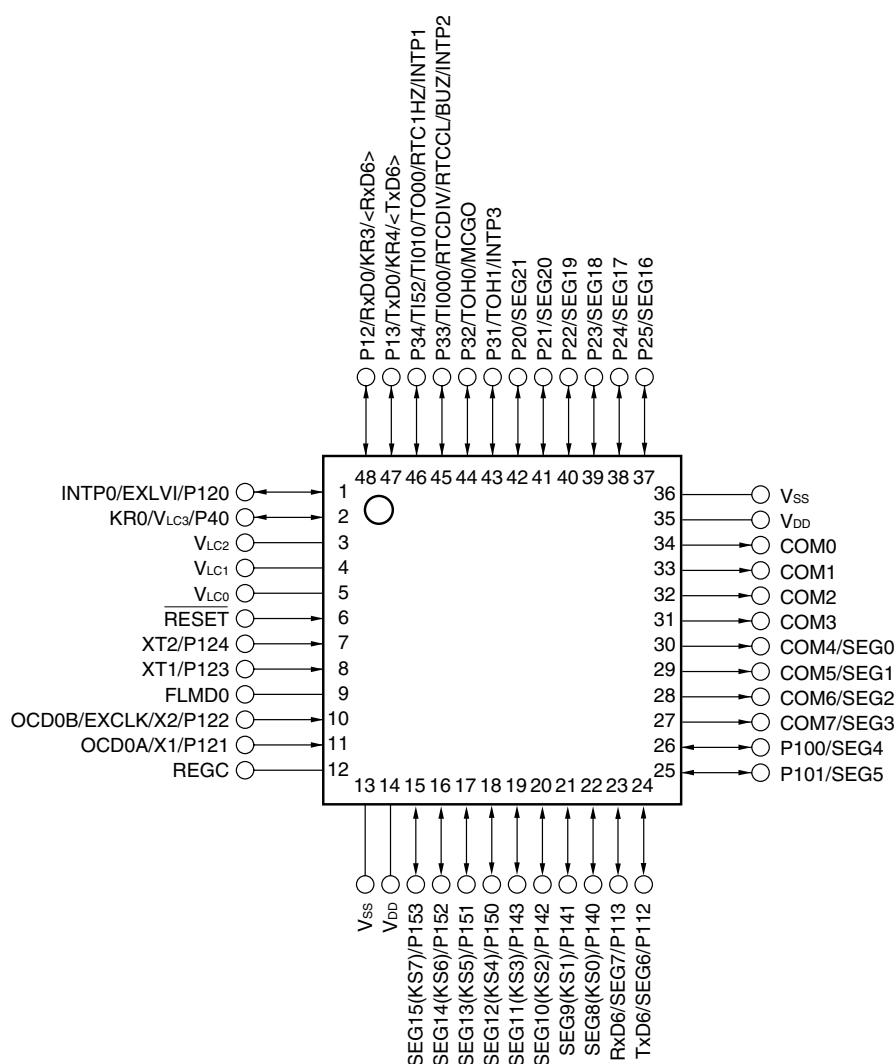 P12/RxD0/KR3/<RxD6>
P13/TxD0/KR4/<TxD6>
P34/TI52/TI010/TO00/RTC1HZ/INTP1
P33/TI000/RTCDIV/RTCCL/BUZ/INTP2
P32/TOH0/MCGO
P31/TOH1/INTP3
P20/SEG21
P21/SEG20
P22/SEG19
P23/SEG18
P24/SEG17
P25/SEG16
48 47 46 45 44 43 42 41 40 39 38 37
INTP0/EXLVI/P120 1
KR0/VLC3/P40 2
VLC2 3
VLC1 4
VLC0 5
RESET 6
XT2/P124 7
XT1/P123 8
FLMD0 9
OCD0B/EXCLK/X2/P122 10
OCD0A/X1/P121 11
REGC 12
36 VSS
35 VDD
34 COM0
33 COM1
32 COM2
31 COM3
30 COM4/SEG0
29 COM5/SEG1
28 COM6/SEG2
27 COM7/SEG3
26 P100/SEG4
25 P101/SEG5
13 14 15 16 17 18 19 20 21 22 23 24
VSS
VDD
SEG15(KS7)/P153
SEG14(KS6)/P152
SEG13(KS5)/P151
SEG12(KS4)/P150
SEG11(KS3)/P143
SEG10(KS2)/P142
SEG9(KS1)/P141
SEG8(KS0)/P140
RxD6/SEG7/P113
TxD6/SEG6/P112